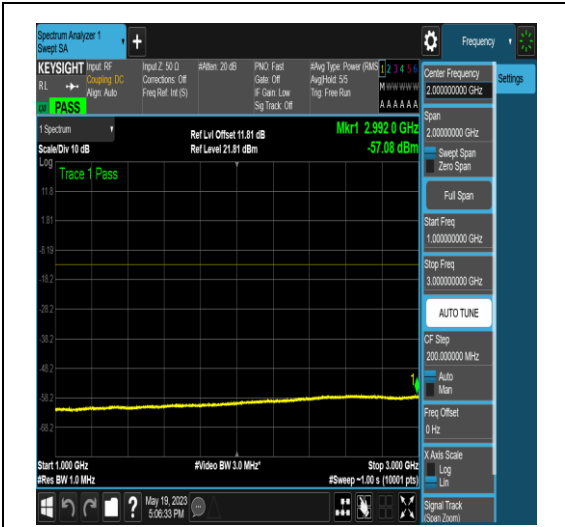 Spectrum Analyzer 1
Swept SA
+
Frequency
KEYSIGHT
RL
PASS
Input: RF
Coupling: DC
Align: Auto
Input Z: 50 Ω
Corrections: Off
Freq Ref: Int (S)
#Atten: 20 dB
PNO: Fast
Gate: Off
IF Gain: Low
Sig Track: Off
#Avg Type: Power (RMS
Avg|Hold: 5/5
Trig: Free Run
1 2 3 4 5 6
M W W W W W
A A A A A A
1 Spectrum
Scale/Div 10 dB
Log
Ref Lvl Offset 11.81 dB
Ref Level 21.81 dBm
Mkr1 2.992 0 GHz
-57.08 dBm
Trace 1 Pass
11.8
1.81
-8.19
-18.2
-28.2
-38.2
-48.2
-58.2
-68.2
1
Start 1.000 GHz
#Res BW 1.0 MHz
#Video BW 3.0 MHz*
Stop 3.000 GHz
#Sweep ~1.00 s (10001 pts)
Center Frequency
2.000000000 GHz
Settings
Span
2.00000000 GHz
Swept Span
Zero Span
Full Span
Start Freq
1.000000000 GHz
Stop Freq
3.000000000 GHz
AUTO TUNE
CF Step
200.000000 MHz
Auto
Man
Freq Offset
0 Hz
X Axis Scale
Log
Lin
Signal Track
(Span Zoom)
?
May 19, 2023
5:06:33 PM